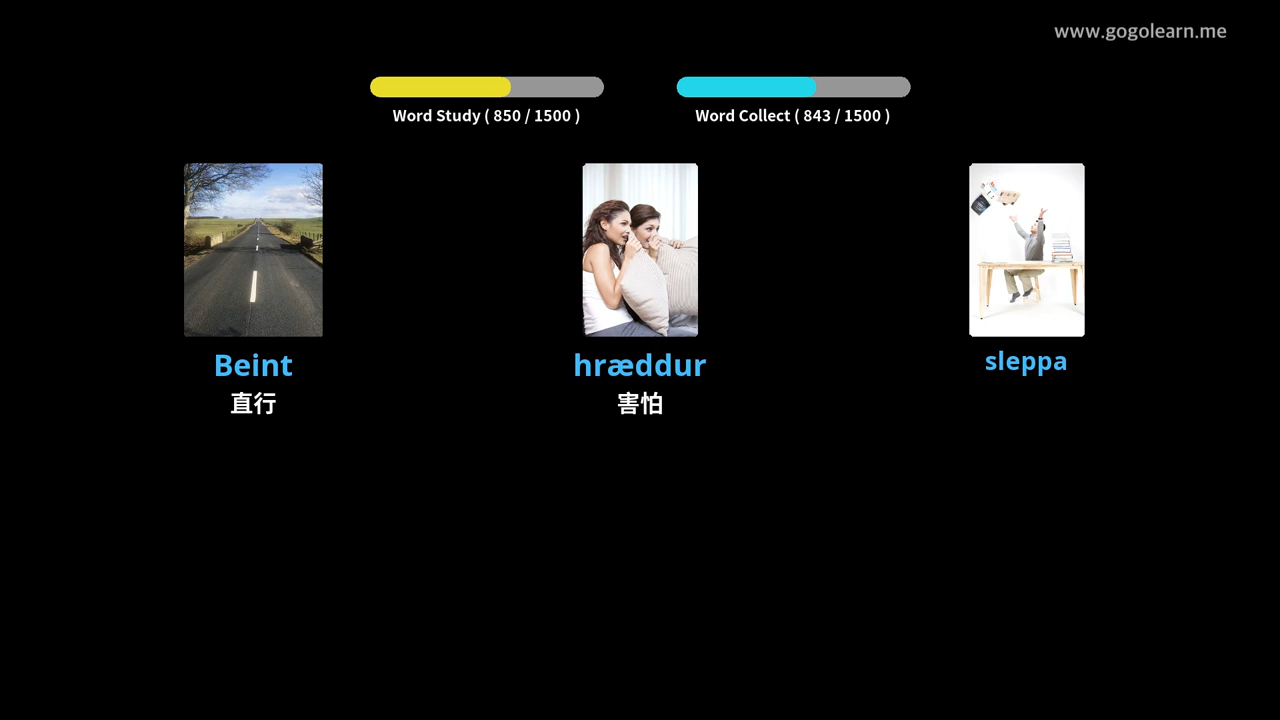 www.gogolearn.me
Word Study ( 850 / 1500 )
Word Collect ( 843 / 1500 )
Beint
直行
hræddur
害怕
sleppa